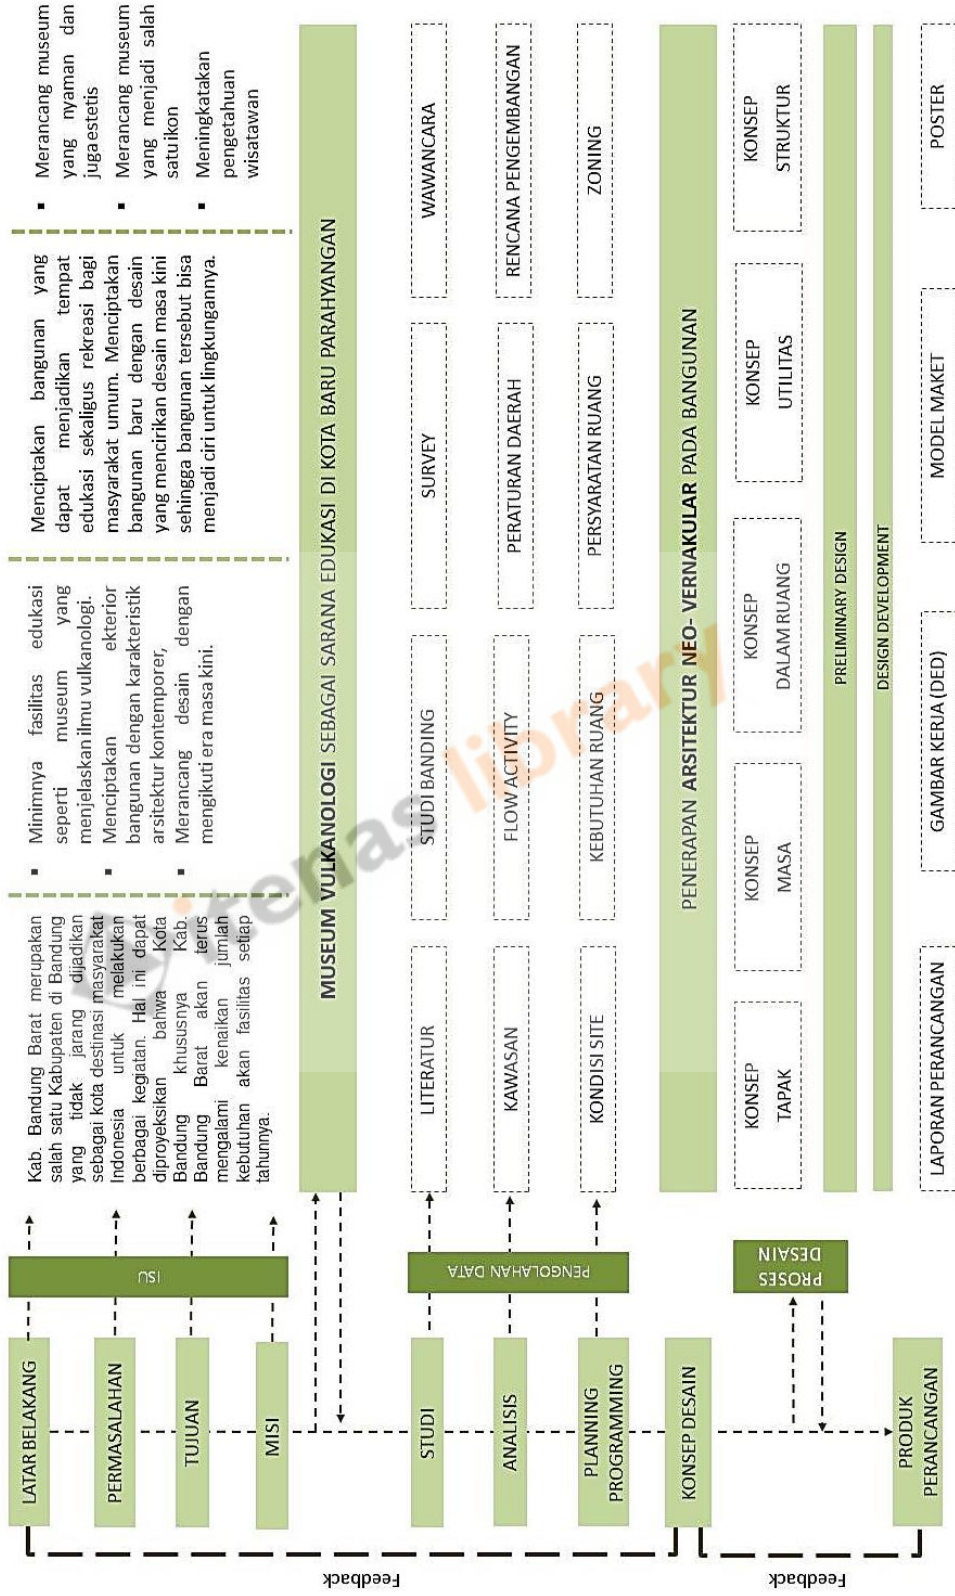 LATAR BELAKANG
PERMASALAHAN
TUJUAN
MISI
ISU
Kab. Bandung Barat merupakan
salah satu Kabupaten di Bandung
yang tidak jarang dijadikan
sebagai kota destinasi masyarakat
Indonesia untuk melakukan
berbagai kegiatan. Hal ini dapat
diproyeksikan bahwa Kota
Bandung khususnya Kab.
Bandung Barat akan terus
mengalami kenaikan jumlah
kebutuhan akan fasilitas setiap
tahunnya.
▪ Minimnya fasilitas edukasi
seperti museum yang
menjelaskan ilmu vulkanologi.
▪ Menciptakan ekterior
bangunan dengan karakteristik
arsitektur kontemporer,
▪ Merancang desain dengan
mengikuti era masa kini.
Menciptakan bangunan yang
dapat menjadikan tempat
edukasi sekaligus rekreasi bagi
masyarakat umum. Menciptakan
bangunan baru dengan desain
yang mencirikan desain masa kini
sehingga bangunan tersebut bisa
menjadi ciri untuk lingkungannya.
▪ Merancang museum
yang nyaman dan
juga estetis
▪ Merancang museum
yang menjadi salah
satu ikon
▪ Meningkatakan
pengetahuan
wisatawan
MUSEUM VULKANOLOGI SEBAGAI SARANA EDUKASI DI KOTA BARU PARAHYANGAN
STUDI
ANALISIS
PLANNING
PROGRAMMING
PENGOLAHAN DATA
LITERATUR
STUDI BANDING
SURVEY
WAWANCARA
KAWASAN
FLOW ACTIVITY
PERATURAN DAERAH
RENCANA PENGEMBANGAN
KONDISI SITE
KEBUTUHAN RUANG
PERSYARATAN RUANG
ZONING
KONSEP DESAIN
PENERAPAN ARSITEKTUR NEO- VERNAKULAR PADA BANGUNAN
PROSES
DESAIN
KONSEP
TAPAK
KONSEP
MASA
KONSEP
DALAM RUANG
KONSEP
UTILITAS
KONSEP
STRUKTUR
PRELIMINARY DESIGN
DESIGN DEVELOPMENT
PRODUK
PERANCANGAN
LAPORAN PERANCANGAN
GAMBAR KERJA (DED)
MODEL MAKET
POSTER
Feedback
Feedback
itenas library